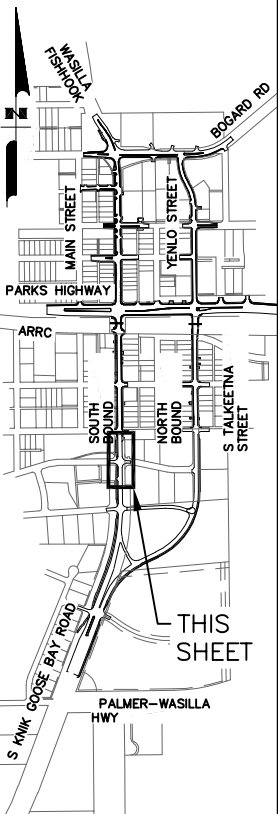 WASILLA
FISHHOOK
BOGARD RD
N
MAIN STREET
YENLO STREET
PARKS HIGHWAY
ARRC
SOUTH
BOUND
NORTH
BOUND
S TALKEETNA
STREET
THIS
SHEET
S KNIK GOOSE BAY ROAD
PALMER-WASILLA
HWY